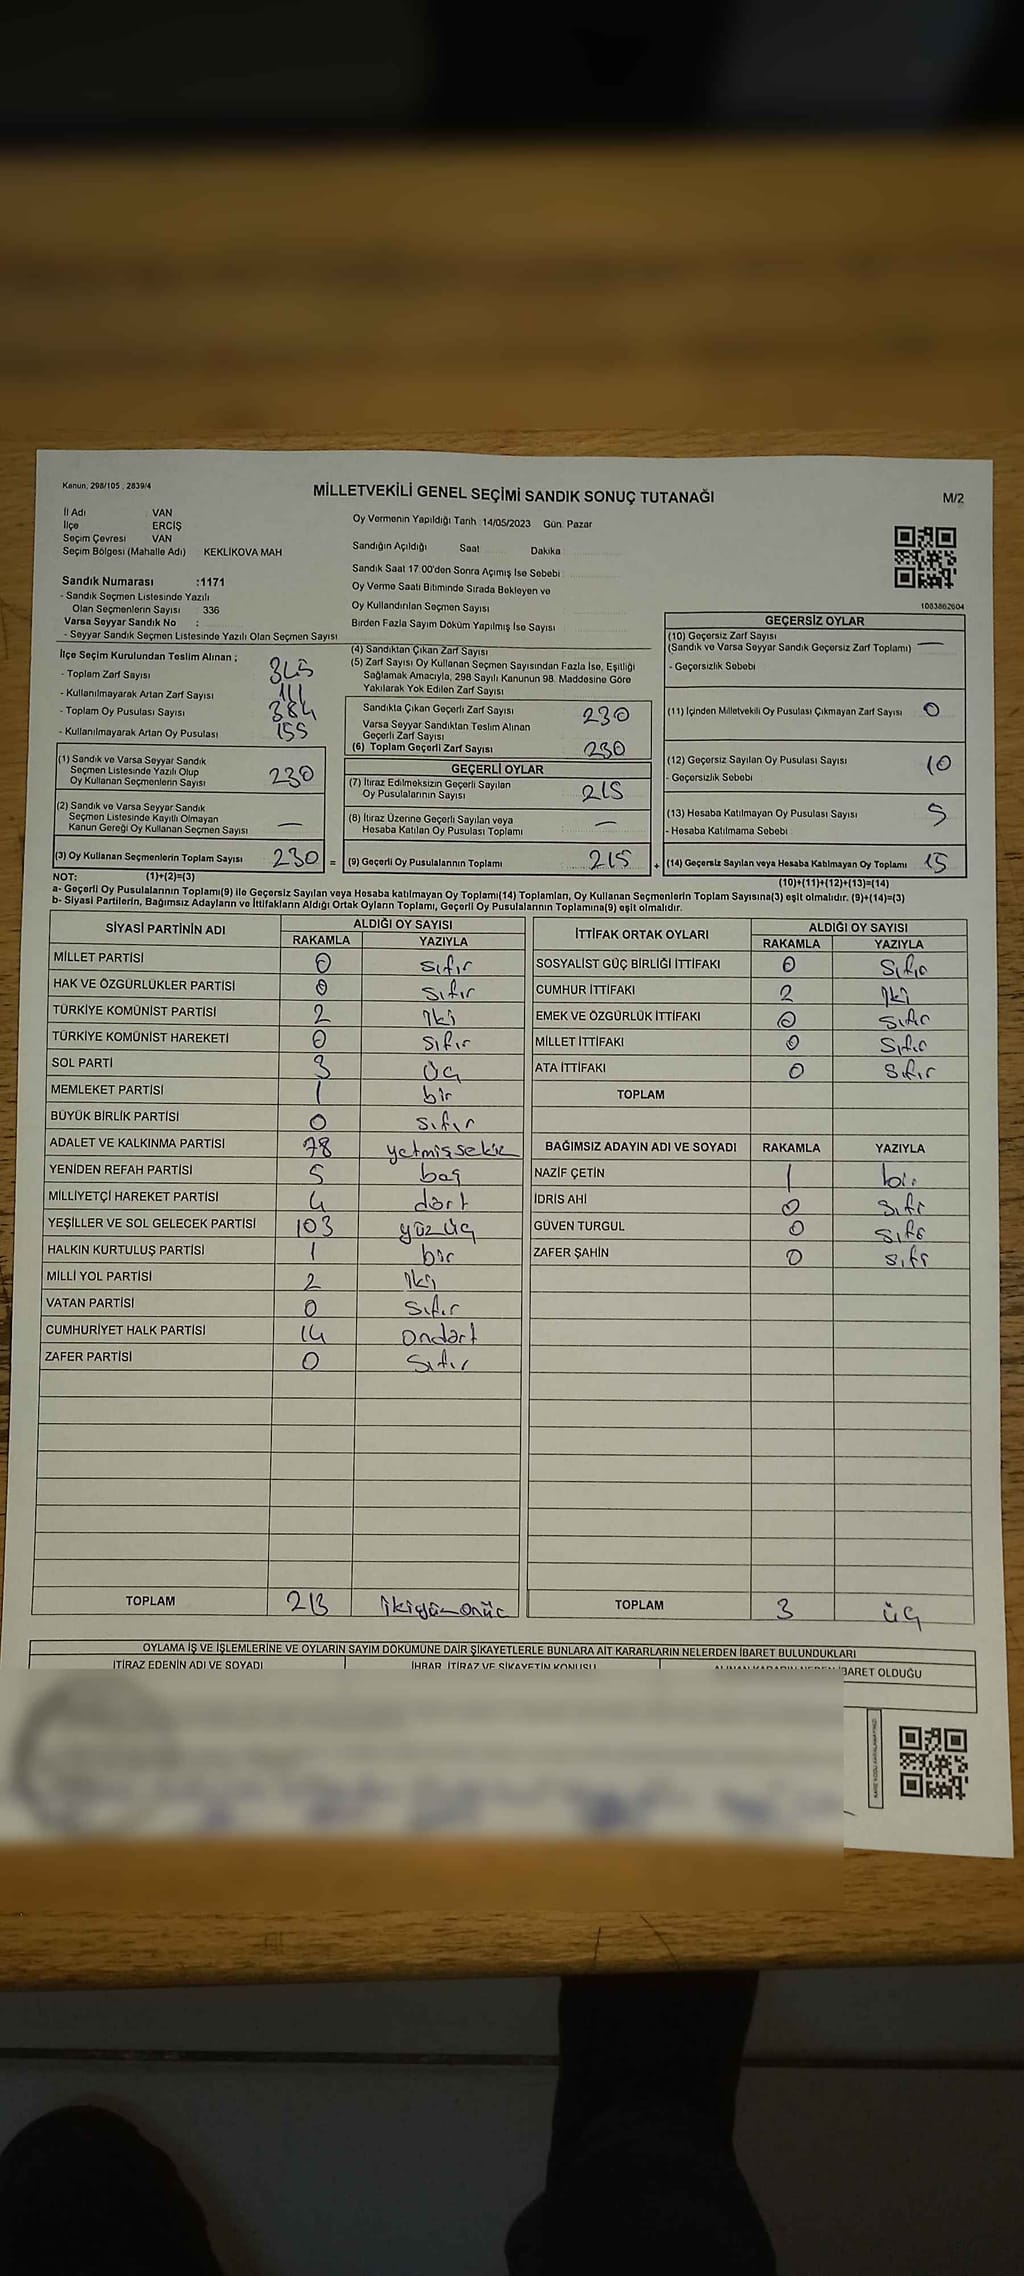 Kanun, 298/105 , 2839/4
MİLLETVEKİLİ GENEL SEÇİMİ SANDIK SONUÇ TUTANAĞI
M/2
İl Adı VAN
İlçe ERCİŞ
Seçim Çevresi VAN
Seçim Bölgesi (Mahalle Adı) KEKLİKOVA MAH
Oy Vermenin Yapıldığı Tarih 14/05/2023 Gün Pazar
Sandığın Açıldığı Saat Dakika
Sandık Saat 17.00'den Sonra Açımış İse Sebebi
Oy Verme Saati Bitiminde Sırada Bekleyen ve
Oy Kullandırılan Seçmen Sayısı
Birden Fazla Sayım Döküm Yapılmış İse Sayısı
1083862604
Sandık Numarası :1171
- Sandık Seçmen Listesinde Yazılı
Olan Seçmenlerin Sayısı : 336
Varsa Seyyar Sandık No :
- Seyyar Sandık Seçmen Listesinde Yazılı Olan Seçmen Sayısı
İlçe Seçim Kurulundan Teslim Alınan ;
- Toplam Zarf Sayısı 345
- Kullanılmayarak Artan Zarf Sayısı
- Toplam Oy Pusulası Sayısı 384
- Kullanılmayarak Artan Oy Pusulası 155
(1) Sandık ve Varsa Seyyar Sandık
Seçmen Listesinde Yazılı Olup
Oy Kullanan Seçmenlerin Sayısı 230
(2) Sandık ve Varsa Seyyar Sandık
Seçmen Listesinde Kayıtlı Olmayan
Kanun Gereği Oy Kullanan Seçmen Sayısı —
(3) Oy Kullanan Seçmenlerin Toplam Sayısı 230 =
(4) Sandıktan Çıkan Zarf Sayısı
(5) Zarf Sayısı Oy Kullanan Seçmen Sayısından Fazla İse, Eşitliği
Sağlamak Amacıyla, 298 Sayılı Kanunun 98. Maddesine Göre
Yakılarak Yok Edilen Zarf Sayısı
Sandıkta Çıkan Geçerli Zarf Sayısı 230
Varsa Seyyar Sandıktan Teslim Alınan
Geçerli Zarf Sayısı
(6) Toplam Geçerli Zarf Sayısı 230
GEÇERLİ OYLAR
(7) İtiraz Edilmeksizin Geçerli Sayılan
Oy Pusulalarının Sayısı 215
(8) İtiraz Üzerine Geçerli Sayılan veya
Hesaba Katılan Oy Pusulası Toplamı —
(9) Geçerli Oy Pusulalarının Toplamı 215 +
GEÇERSİZ OYLAR
(10) Geçersiz Zarf Sayısı
(Sandık ve Varsa Seyyar Sandık Geçersiz Zarf Toplamı) —
- Geçersizlik Sebebi
(11) İçinden Milletvekili Oy Pusulası Çıkmayan Zarf Sayısı 0
(12) Geçersiz Sayılan Oy Pusulası Sayısı 10
- Geçersizlik Sebebi
(13) Hesaba Katılmayan Oy Pusulası Sayısı 5
- Hesaba Katılmama Sebebi
(14) Geçersiz Sayılan veya Hesaba Katılmayan Oy Toplamı 15
NOT: (1)+(2)=(3)
(10)+(11)+(12)+(13)=(14)
a- Geçerli Oy Pusulalarının Toplamı(9) ile Geçersiz Sayılan veya Hesaba katılmayan Oy Toplamı(14) Toplamları, Oy Kullanan Seçmenlerin Toplam Sayısına(3) eşit olmalıdır. (9)+(14)=(3)
b- Siyasi Partilerin, Bağımsız Adayların ve İttifakların Aldığı Ortak Oyların Toplamı, Geçerli Oy Pusulalarının Toplamına(9) eşit olmalıdır.
SİYASİ PARTİNİN ADI ALDIĞI OY SAYISI
RAKAMLA YAZIYLA
MİLLET PARTİSİ 0 sıfır
HAK VE ÖZGÜRLÜKLER PARTİSİ 0 sıfır
TÜRKİYE KOMÜNİST PARTİSİ 2 iki
TÜRKİYE KOMÜNİST HAREKETİ 0 sıfır
SOL PARTİ 3 üç
MEMLEKET PARTİSİ 1 bir
BÜYÜK BİRLİK PARTİSİ 0 sıfır
ADALET VE KALKINMA PARTİSİ 78 yetmişsekiz
YENİDEN REFAH PARTİSİ 5 beş
MİLLİYETÇİ HAREKET PARTİSİ 4 dört
YEŞİLLER VE SOL GELECEK PARTİSİ 103 yüzüç
HALKIN KURTULUŞ PARTİSİ 1 bir
MİLLİ YOL PARTİSİ 2 iki
VATAN PARTİSİ 0 sıfır
CUMHURİYET HALK PARTİSİ 14 ondört
ZAFER PARTİSİ 0 sıfır
TOPLAM 213 ikiyüzonüç
İTTİFAK ORTAK OYLARI ALDIĞI OY SAYISI
RAKAMLA YAZIYLA
SOSYALİST GÜÇ BİRLİĞİ İTTİFAKI 0 sıfır
CUMHUR İTTİFAKI 2 iki
EMEK VE ÖZGÜRLÜK İTTİFAKI 0 sıfır
MİLLET İTTİFAKI 0 sıfır
ATA İTTİFAKI 0 sıfır
TOPLAM
BAĞIMSIZ ADAYIN ADI VE SOYADI RAKAMLA YAZIYLA
NAZİF ÇETİN 1 bir
İDRİS AHİ 0 sıfı
GÜVEN TURGUL 0 sıfı
ZAFER ŞAHİN 0 sıfı
TOPLAM 3 üç
OYLAMA İŞ VE İŞLEMLERİNE VE OYLARIN SAYIM DÖKÜMÜNE DAİR ŞİKAYETLERLE BUNLARA AİT KARARLARIN NELERDEN İBARET BULUNDUKLARI
İTİRAZ EDENİN ADI VE SOYADI İHBAR, İTİRAZ VE ŞİKAYETİN KONUSU
OLDUĞU